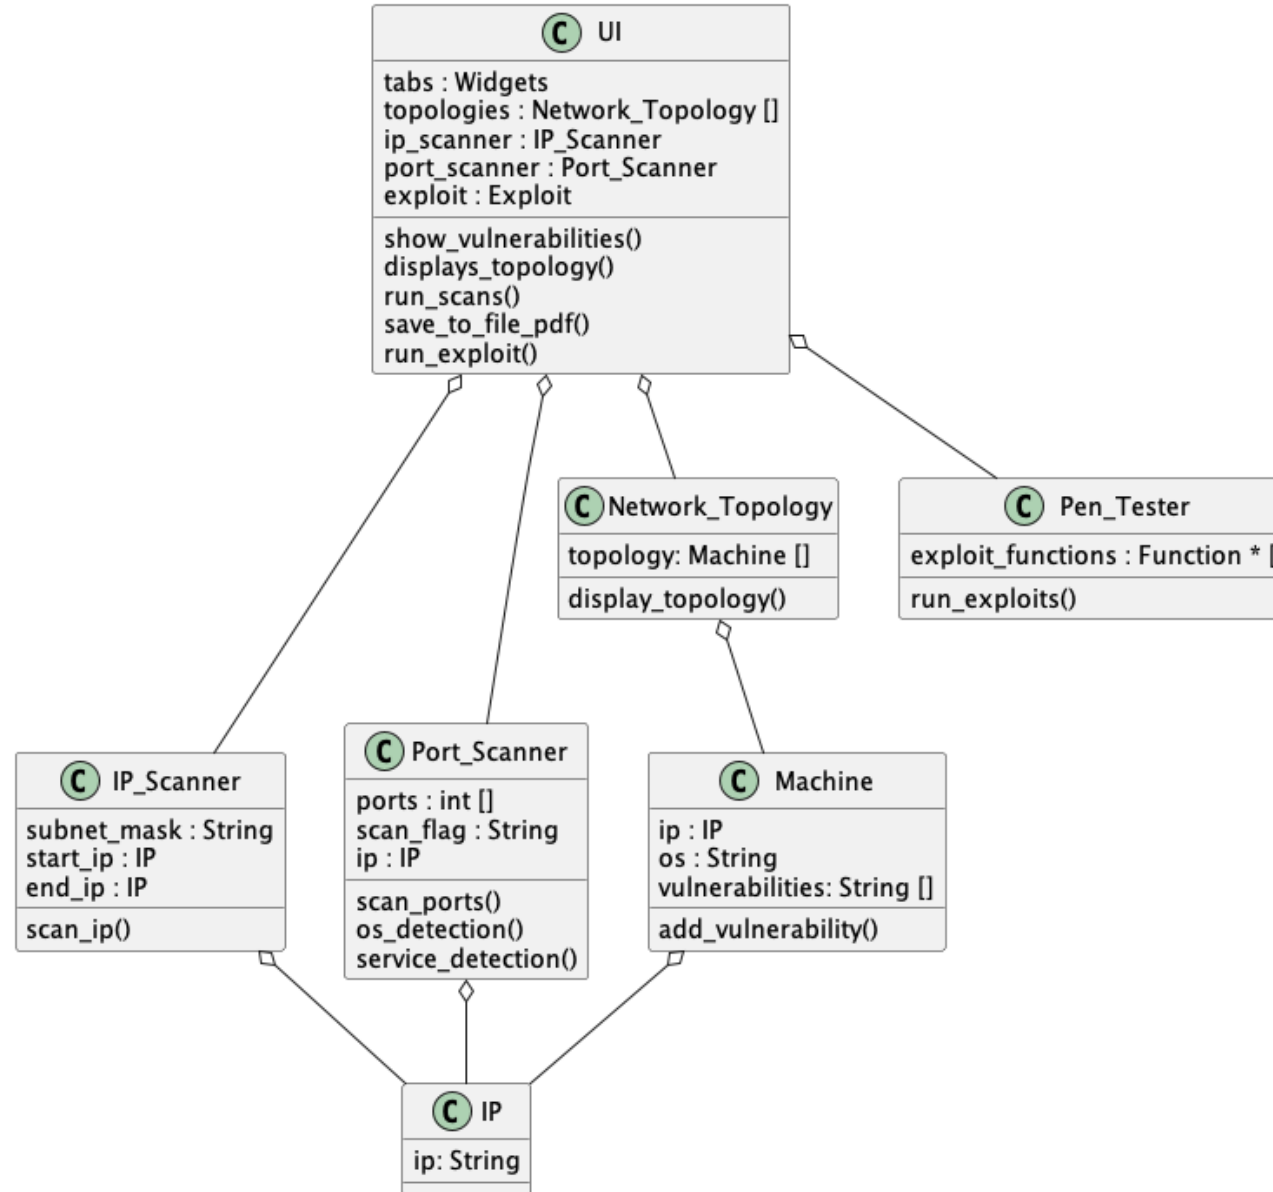 C UI
tabs : Widgets
topologies : Network_Topology []
ip_scanner : IP_Scanner
port_scanner : Port_Scanner
exploit : Exploit
show_vulnerabilities()
displays_topology()
run_scans()
save_to_file_pdf()
run_exploit()
C Network_Topology
topology: Machine []
display_topology()
C Pen_Tester
exploit_functions : Function * [
run_exploits()
C IP_Scanner
subnet_mask : String
start_ip : IP
end_ip : IP
scan_ip()
C Port_Scanner
ports : int []
scan_flag : String
ip : IP
scan_ports()
os_detection()
service_detection()
C Machine
ip : IP
os : String
vulnerabilities: String []
add_vulnerability()
C IP
ip: String